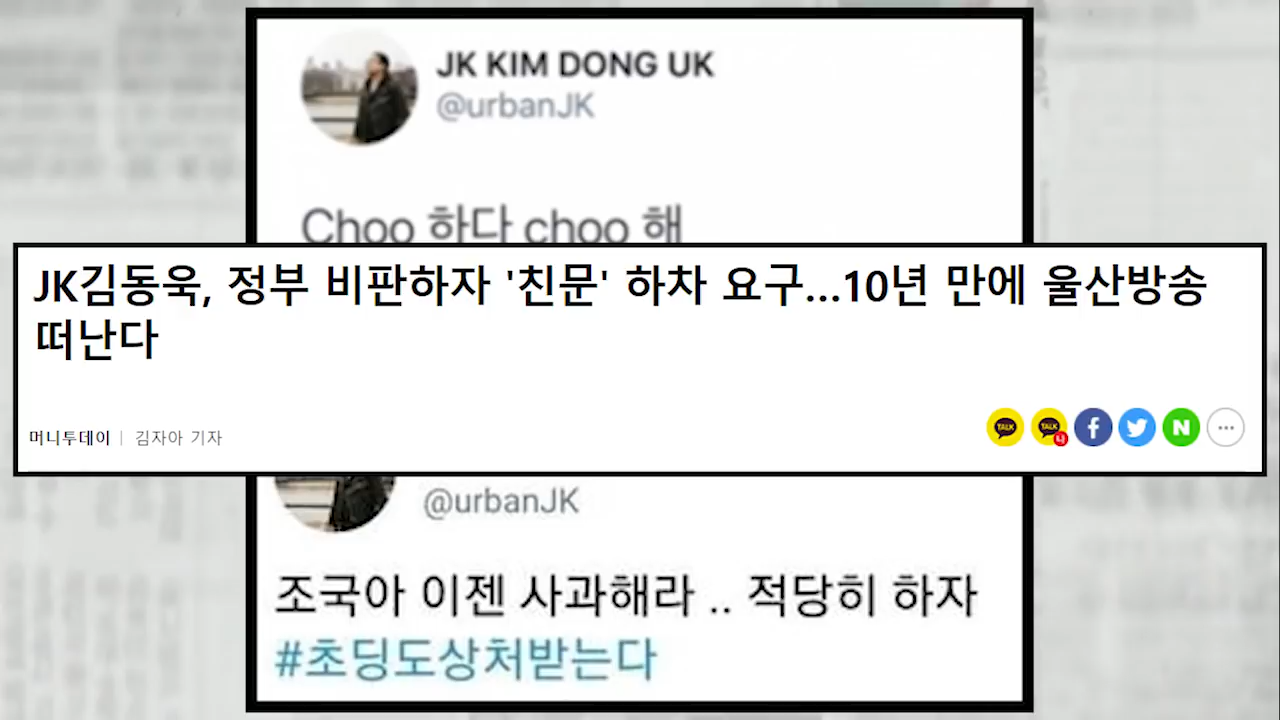 JK KIM DONG UK
@urbanJK
Choo 하다 choo 해
JK김동욱, 정부 비판하자 '친문' 하차 요구...10년 만에 울산방송
떠난다
머니투데이 | 김자아 기자
TALK
TALK
나
f
N
@urbanJK
조국아 이젠 사과해라 .. 적당히 하자
#초딩도상처받는다